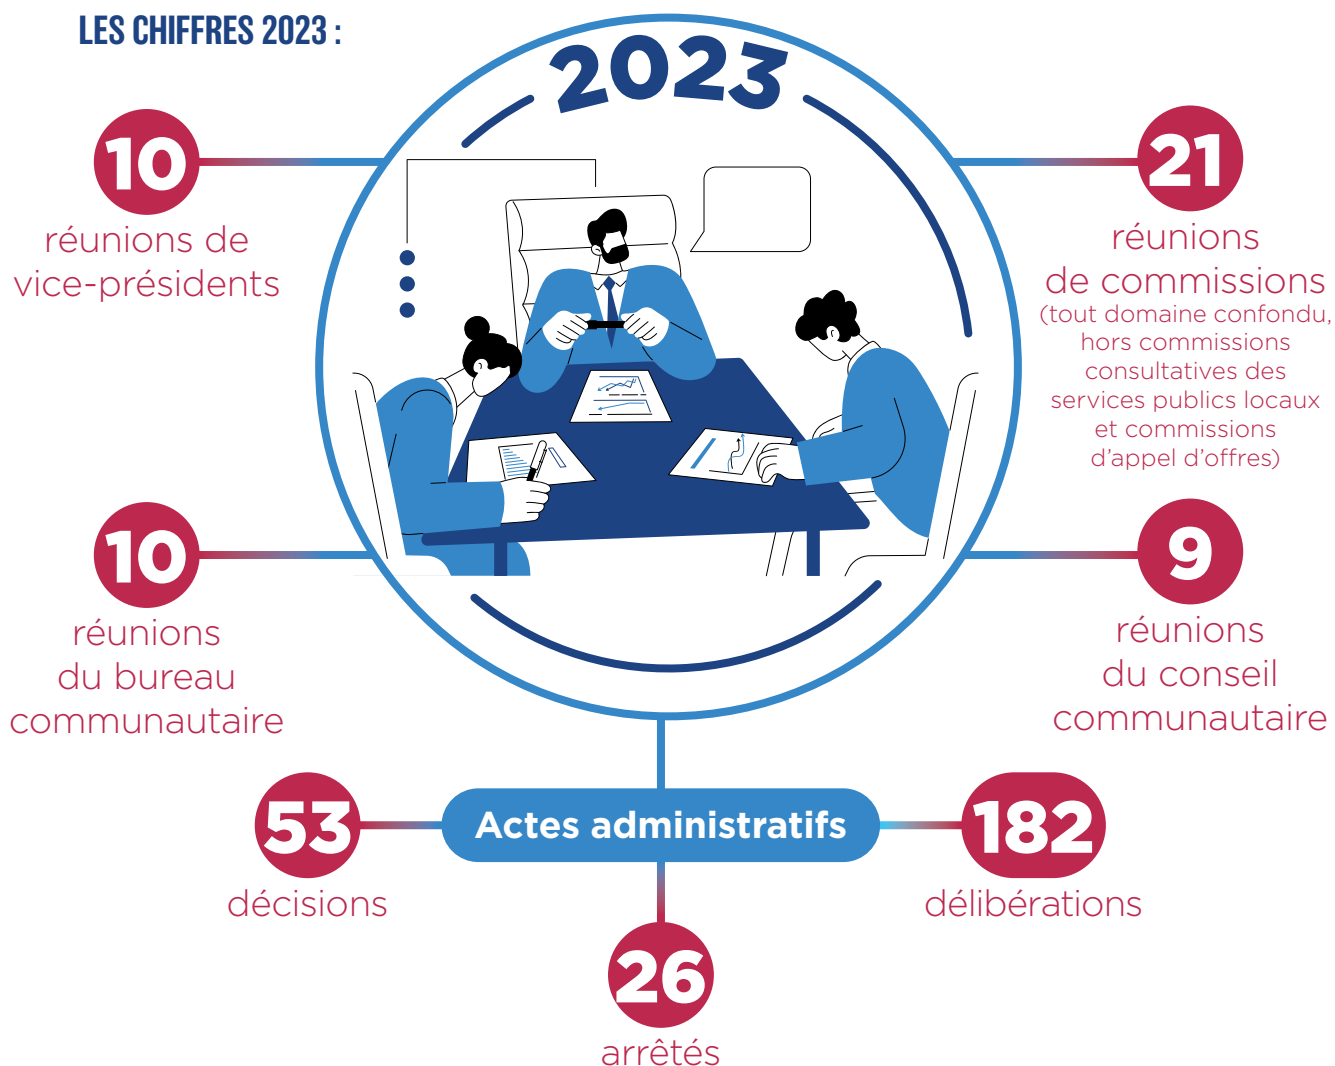 LES CHIFFRES 2023 :
2023
10
réunions de
vice-présidents
21
réunions
de commissions
(tout domaine confondu,
hors commissions
consultatives des
services publics locaux
et commissions
d'appel d'offres)
10
réunions
du bureau
communautaire
9
réunions
du conseil
communautaire
Actes administratifs
53
décisions
26
arrêtés
182
délibérations